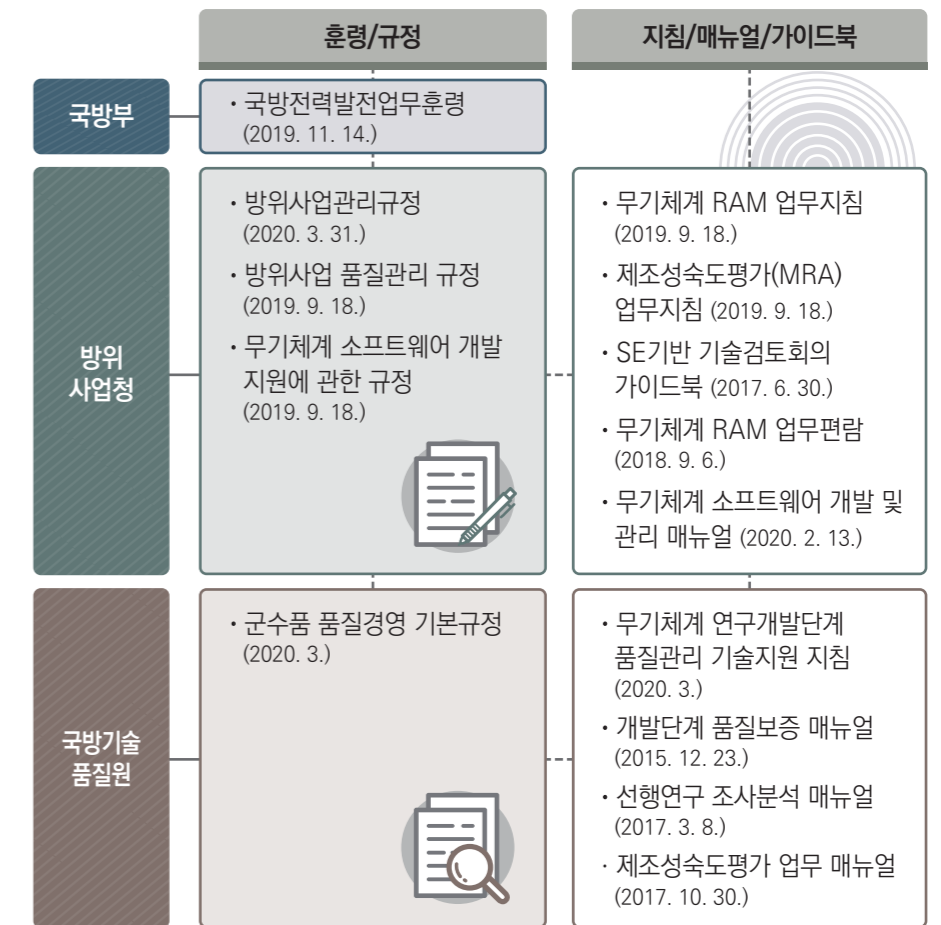 훈령/규정
지침/매뉴얼/가이드북
국방부
· 국방전력발전업무훈령
(2019. 11. 14.)
방위
사업청
· 방위사업관리규정
(2020. 3. 31.)
· 방위사업 품질관리 규정
(2019. 9. 18.)
· 무기체계 소프트웨어 개발
지원에 관한 규정
(2019. 9. 18.)
· 무기체계 RAM 업무지침
(2019. 9. 18.)
· 제조성숙도평가(MRA)
업무지침 (2019. 9. 18.)
· SE기반 기술검토회의
가이드북 (2017. 6. 30.)
· 무기체계 RAM 업무편람
(2018. 9. 6.)
· 무기체계 소프트웨어 개발 및
관리 매뉴얼 (2020. 2. 13.)
국방기술
품질원
· 군수품 품질경영 기본규정
(2020. 3.)
· 무기체계 연구개발단계
품질관리 기술지원 지침
(2020. 3.)
· 개발단계 품질보증 매뉴얼
(2015. 12. 23.)
· 선행연구 조사분석 매뉴얼
(2017. 3. 8.)
· 제조성숙도평가 업무 매뉴얼
(2017. 10. 30.)